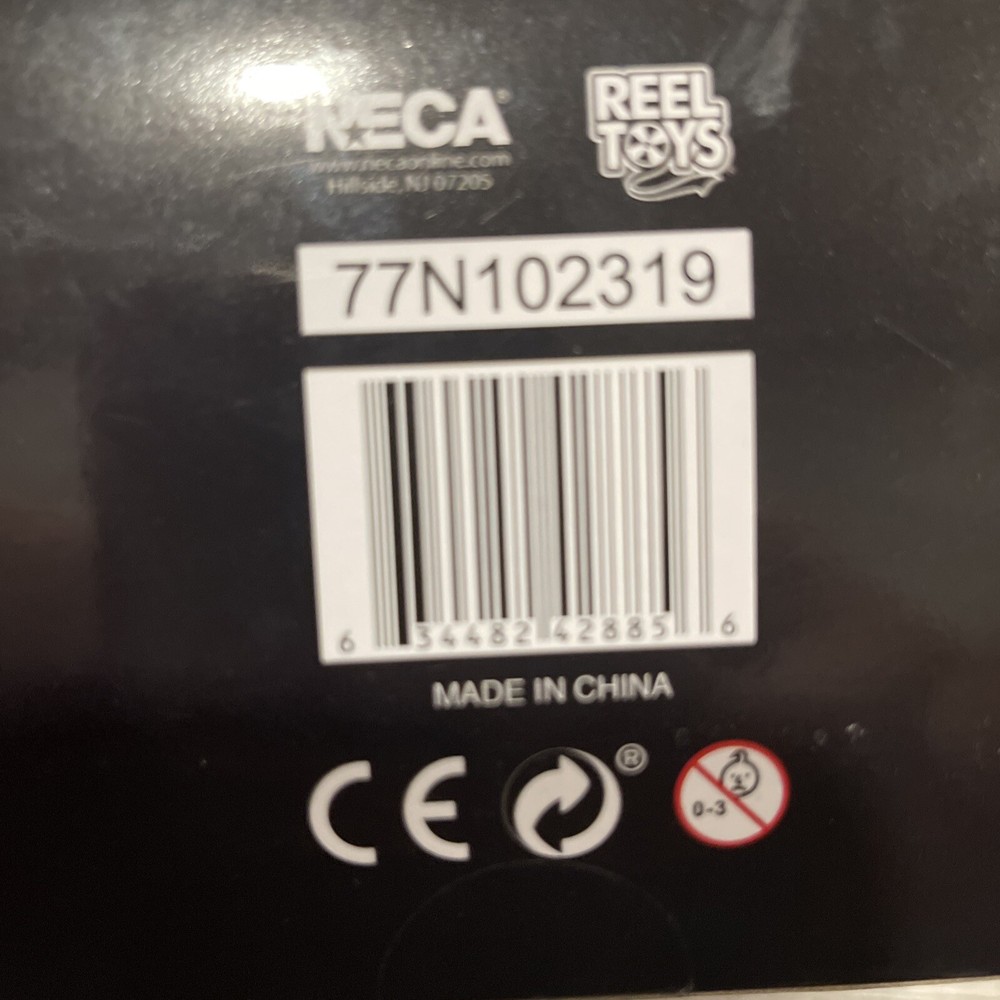 NECA
www.necaonline.com
Hillside, NJ 07205
REEL
TOYS
77N102319
6 34482 42885 6
MADE IN CHINA
CE ®
0-3